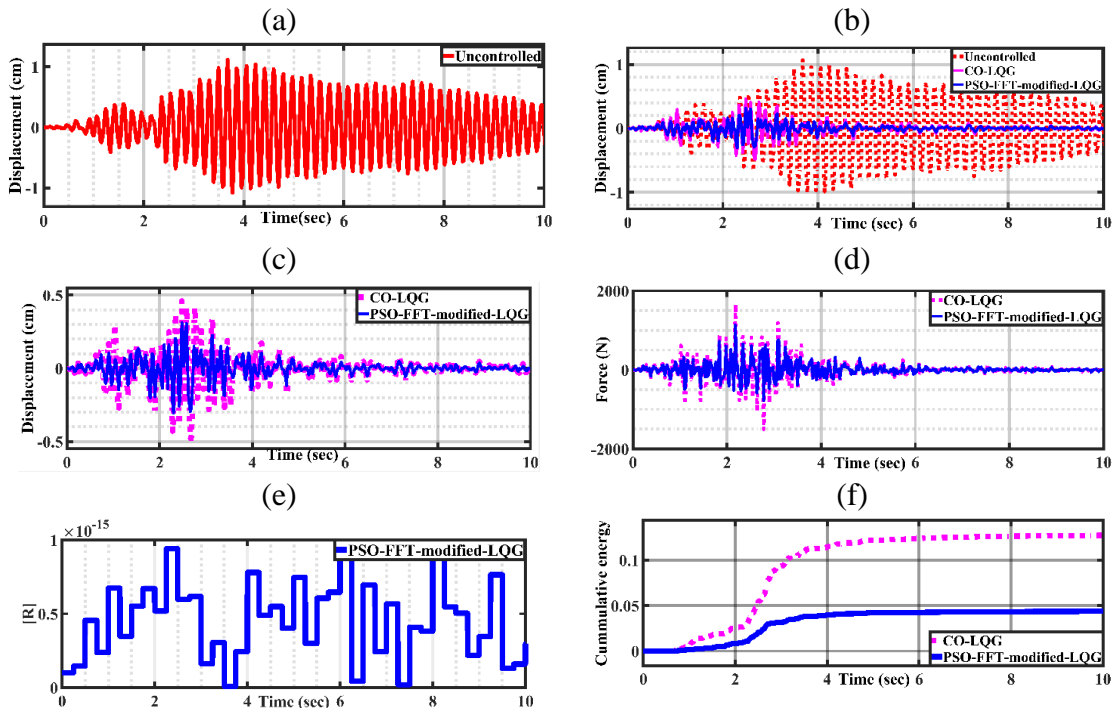 (a)
Uncontrolled
Displacement (cm)
1
0
-1
0 2 4 6 8 10
Time(sec)
(b)
Uncontrolled
CO-LQG
PSO-FFT-modified-LQG
Displacement (cm)
1
0
-1
0 2 4 6 8 10
Time (sec)
(c)
CO-LQG
PSO-FFT-modified-LQG
Displacement (cm)
0.5
0
-0.5
0 2 4 6 8 10
Time (sec)
(d)
CO-LQG
PSO-FFT-modified-LQG
Force (N)
2000
0
-2000
0 2 4 6 8 10
Time (sec)
(e)
×10^-15
PSO-FFT-modified-LQG
[R]
1
0.5
0
0 2 4 6 8 10
Time (sec)
(f)
CO-LQG
PSO-FFT-modified-LQG
Cummulative energy
0.1
0.05
0
0 2 4 6 8 10
Time (sec)